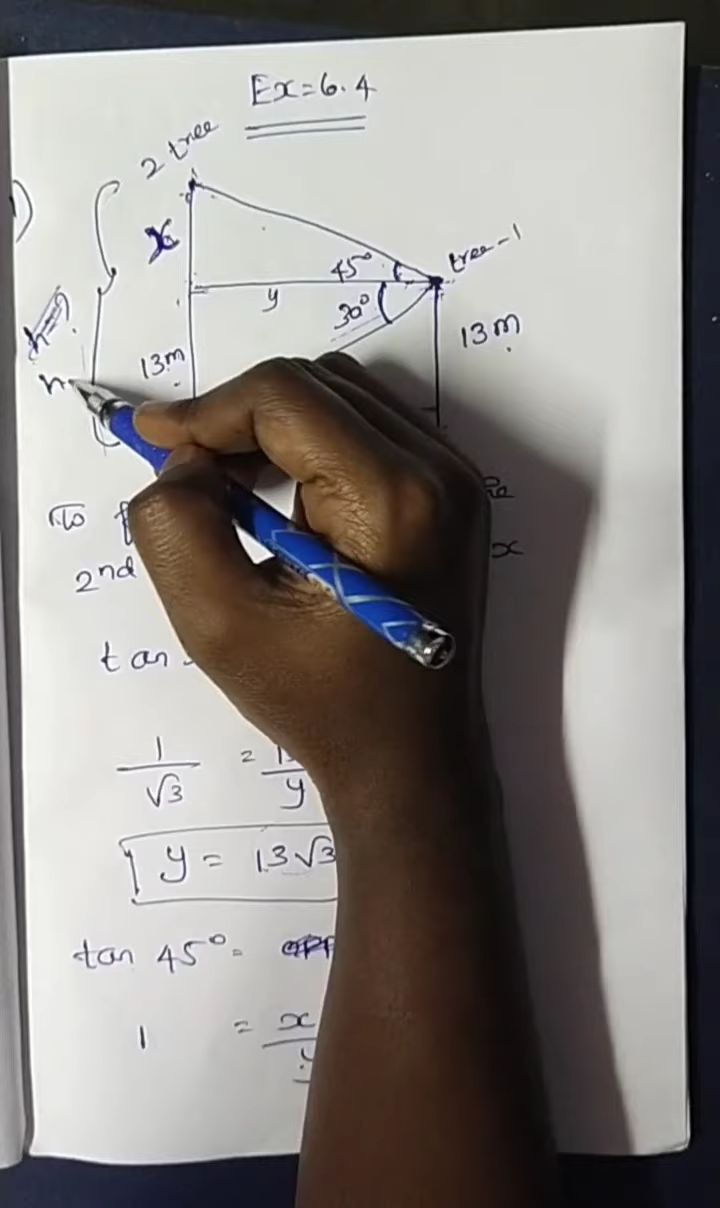 Ex=6.4
2 tree
x
45°
tree-1
y
30°
13m
13m
h=?
To
2nd
x
tan
1/√3 = 13/y
y = 13√3
tan 45° =
1 = x/y